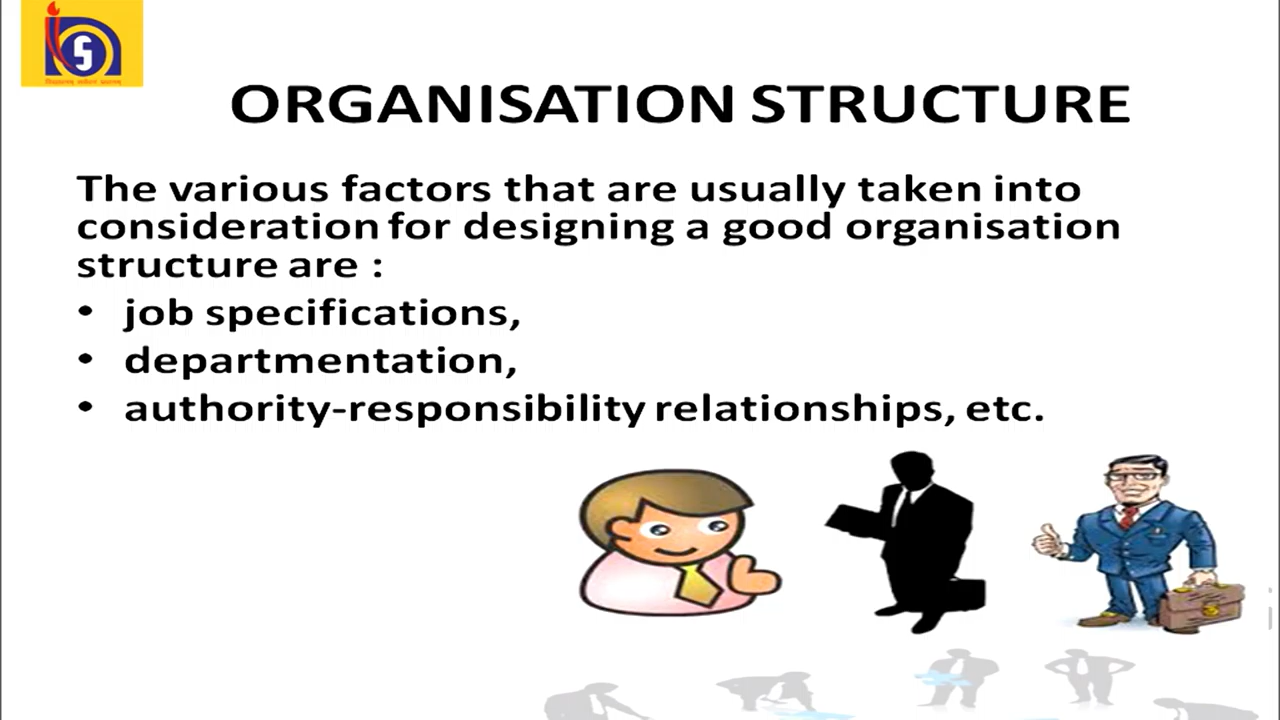 ORGANISATION STRUCTURE
The various factors that are usually taken into
consideration for designing a good organisation
structure are :
• job specifications,
• departmentation,
• authority-responsibility relationships, etc.